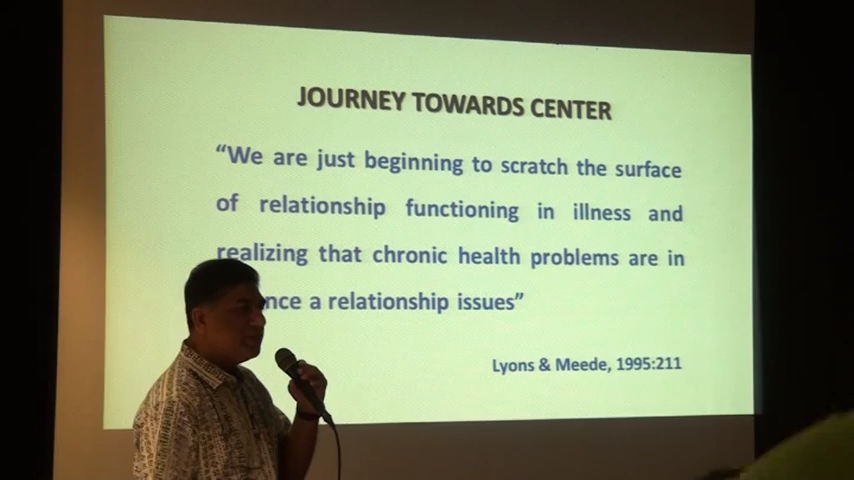 JOURNEY TOWARDS CENTER
“We are just beginning to scratch the surface
of relationship functioning in illness and
realizing that chronic health problems are in
nce a relationship issues”
Lyons & Meede, 1995:211